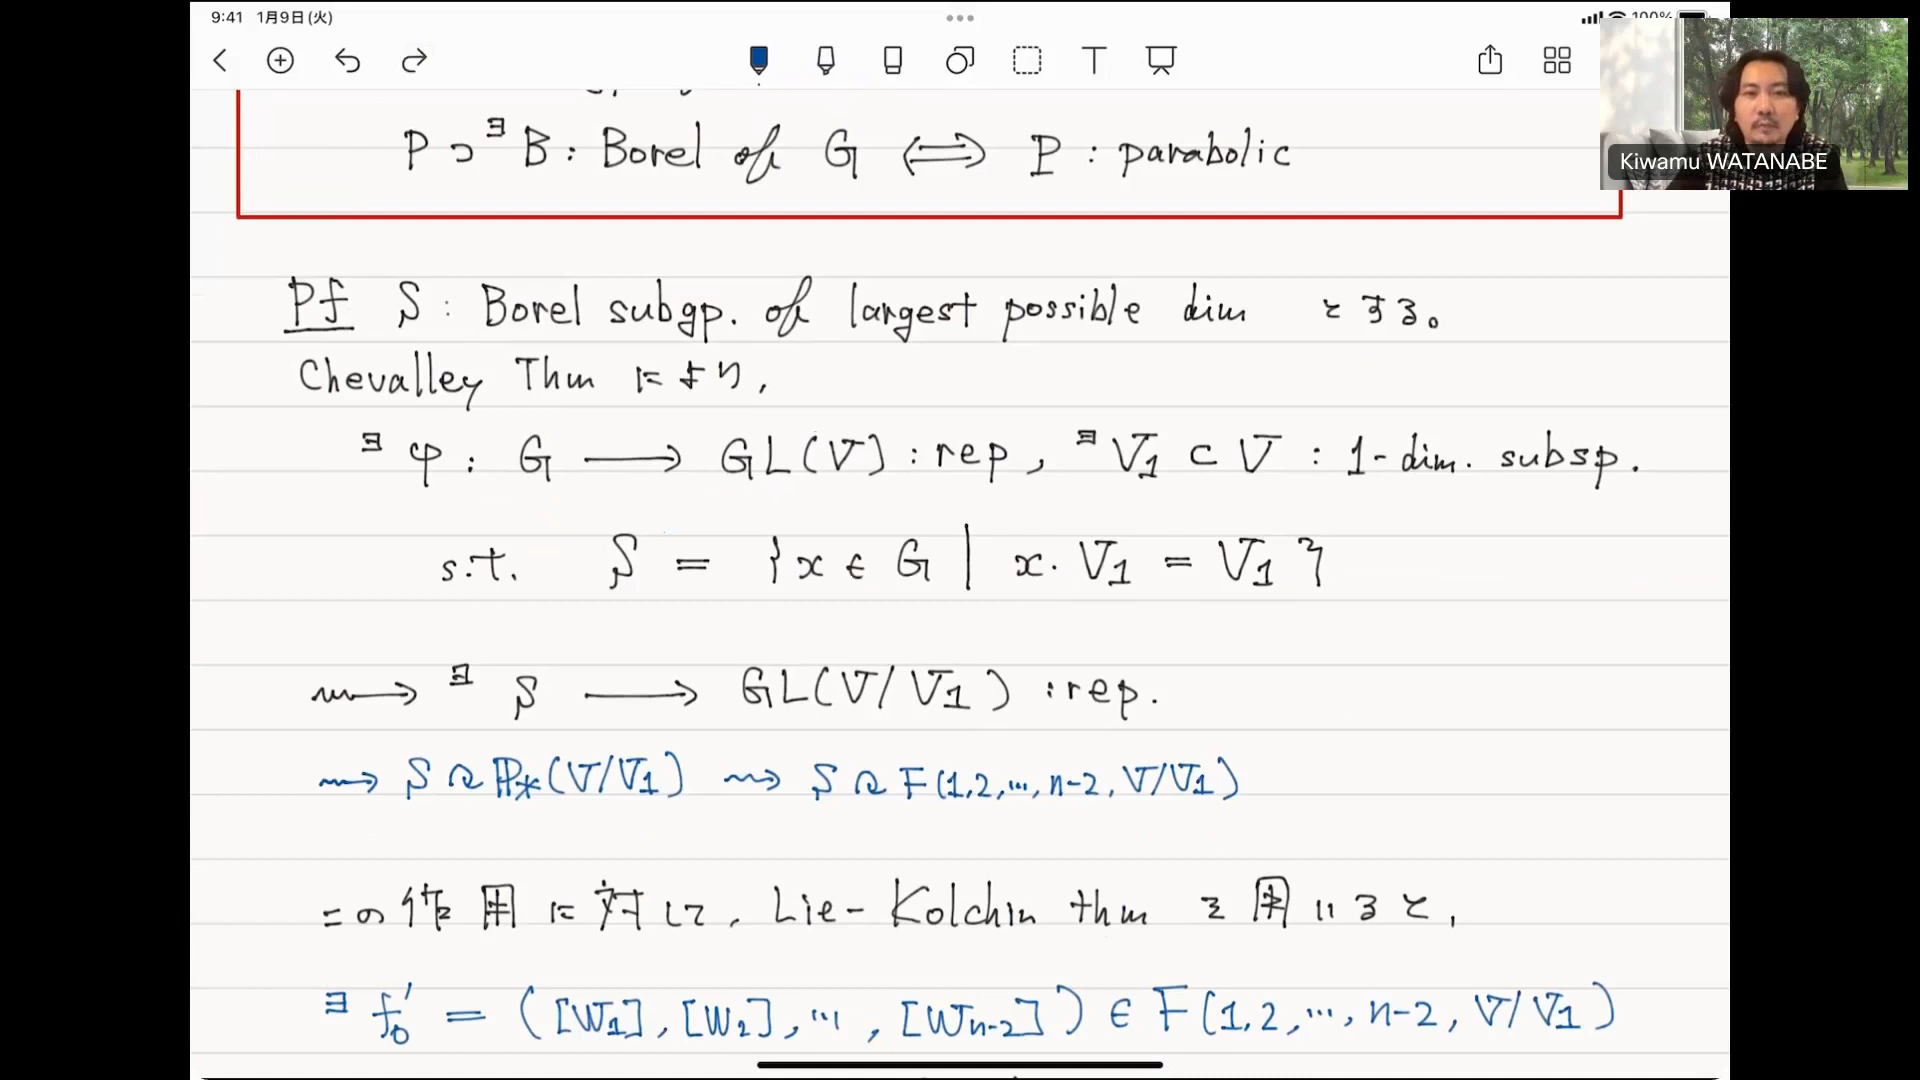 9:41 1月9日(火)
100%
Kiwamu WATANABE
P ⊃ ∃B : Borel of G ⟺ P : parabolic
Pf S : Borel subgp. of largest possible dim とする。
Chevalley Thm により,
∃ φ : G ⟶ GL(V) : rep, ∃V₁ ⊂ V : 1-dim. subsp.
s.t. S = { x ∈ G | x. V₁ = V₁ }
⇝ ∃ S ⟶ GL(V/V₁) : rep.
⇝ S ↷ ℙ*(V/V₁) ⇝ S ↷ F(1,2,…, n-2, V/V₁)
この作用に対して, Lie-Kolchin thm を用いると,
∃ f₀′ = ([W₁], [W₂], …, [Wn-2]) ∈ F(1,2,…, n-2, V/V₁)